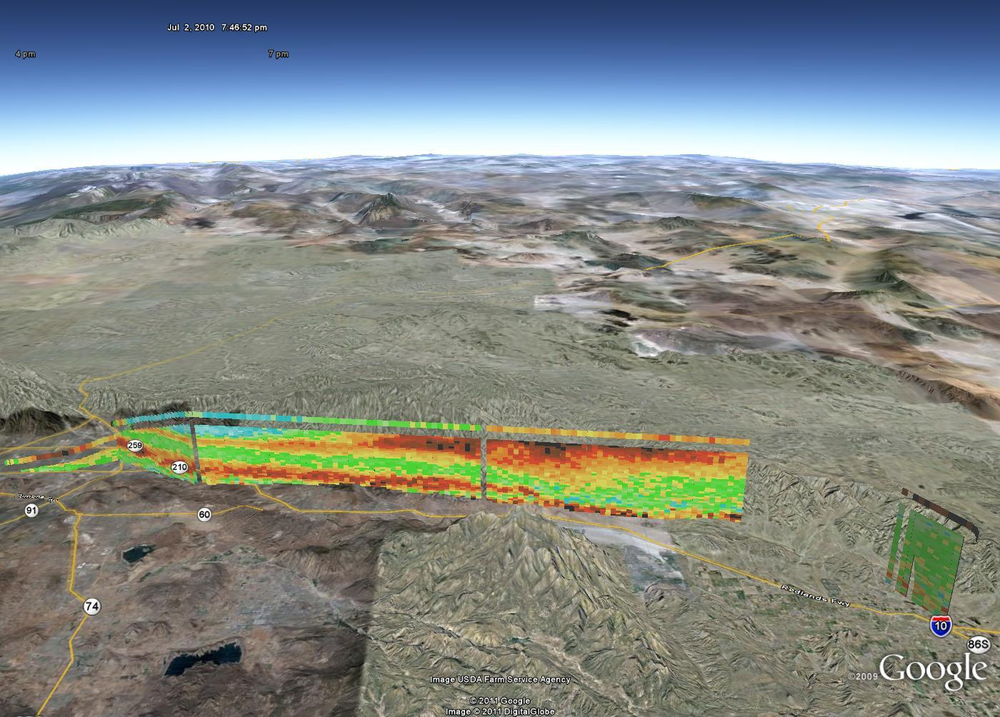 Jul 2, 2010 7:46:52 pm
4 pm
7 pm
259
210
91
60
74
Redlands Fwy
10
86S
©2009 Google
Image USDA Farm Service Agency
© 2011 Google
Image © 2011 DigitalGlobe